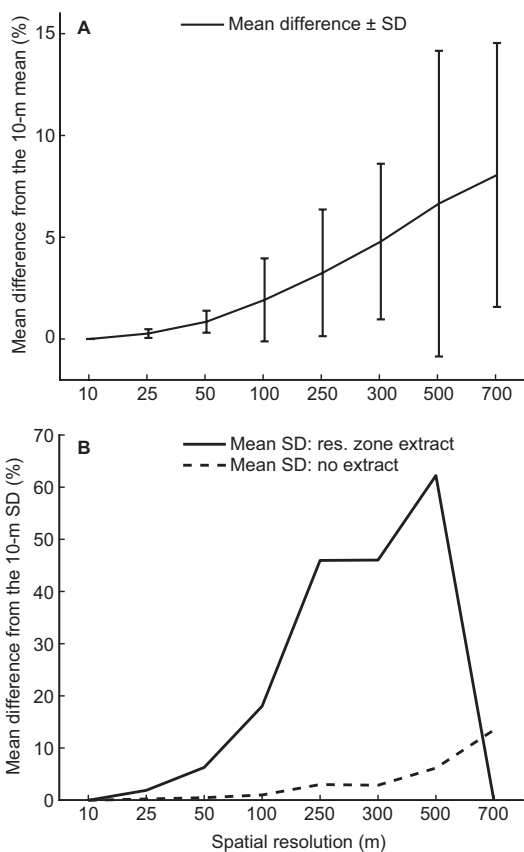 A
Mean difference ± SD
Mean difference from the 10-m mean (%)
15
10
5
0
10 25 50 100 250 300 500 700
B
Mean SD: res. zone extract
Mean SD: no extract
Mean difference from the 10-m SD (%)
70
60
50
40
30
20
10
0
10 25 50 100 250 300 500 700
Spatial resolution (m)